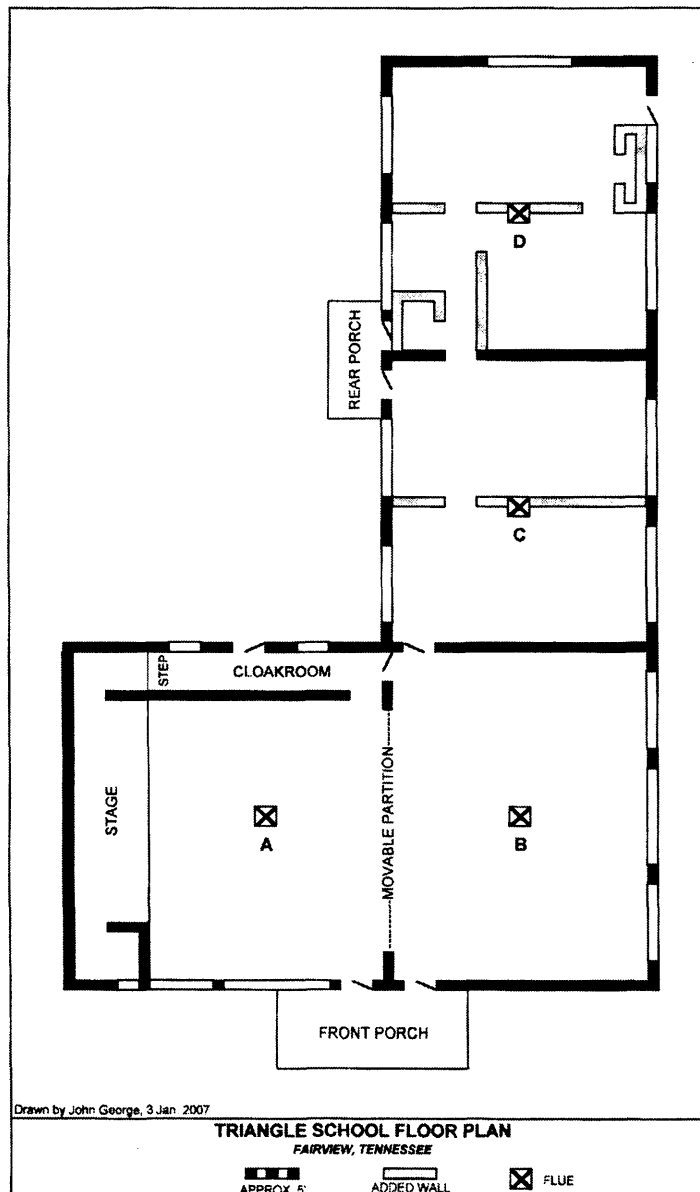 D
REAR PORCH
C
STEP
CLOAKROOM
STAGE
MOVABLE PARTITION
A
B
FRONT PORCH
Drawn by John George, 3 Jan 2007
TRIANGLE SCHOOL FLOOR PLAN
FAIRVIEW, TENNESSEE
APPROX. 5'
ADDED WALL
FLUE